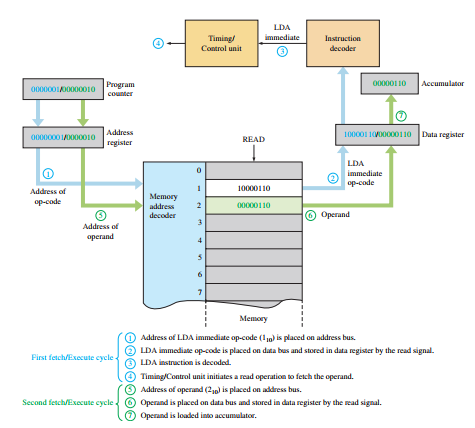 LDA
immediate
4
3
Timing/
Control unit
Instruction
decoder
0000001/00000010
Program
counter
00000110
Accumulator
7
0000001/0000010
Address
register
10000110/00000110
Data register
READ
1
Address of
op-code
2
LDA
immediate
op-code
5
Address of
operand
6
Operand
Memory
address
decoder
0
1
10000110
2
00000110
3
4
5
6
7
Memory
First fetch/Execute cycle
1 Address of LDA immediate op-code (1₁₀) is placed on address bus.
2 LDA immediate op-code is placed on data bus and stored in data register by the read signal.
3 LDA instruction is decoded.
4 Timing/Control unit initiates a read operation to fetch the operand.
Second fetch/Execute cycle
5 Address of operand (2₁₀) is placed on address bus.
6 Operand is placed on data bus and stored in data register by the read signal.
7 Operand is loaded into accumulator.